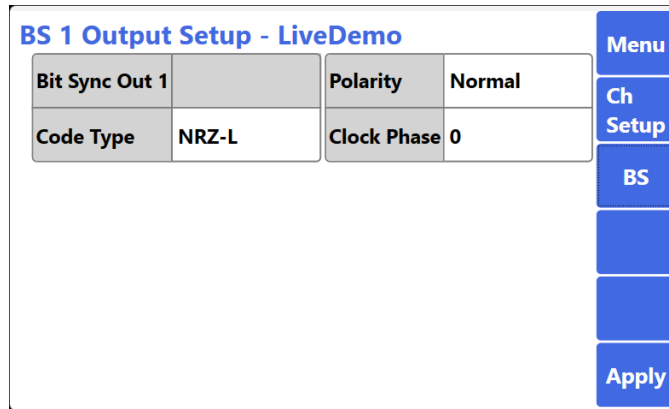 BS 1 Output Setup - LiveDemo
Bit Sync Out 1
Polarity Normal
Code Type NRZ-L
Clock Phase 0
Menu
Ch
Setup
BS
Apply